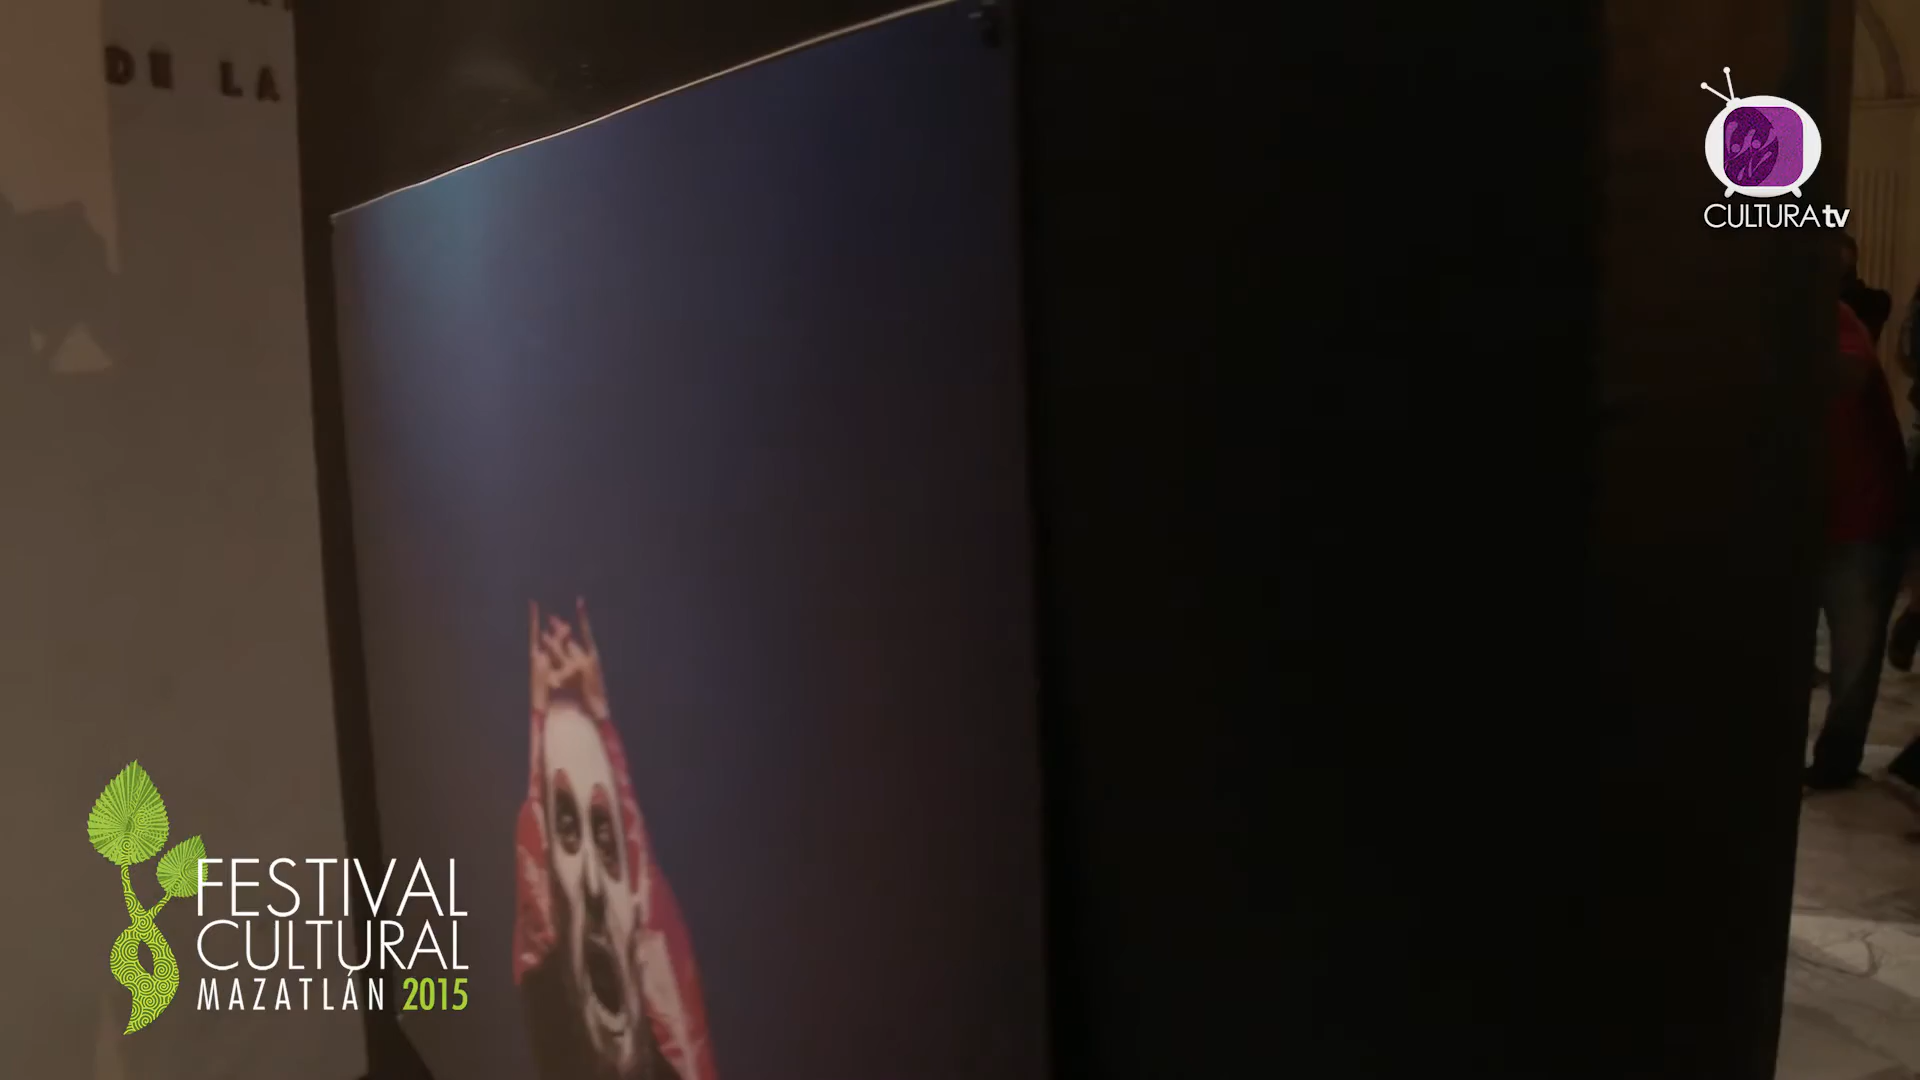 DE LA
CULTURA tv
FESTIVAL
CULTURAL
MAZATLÁN 2015